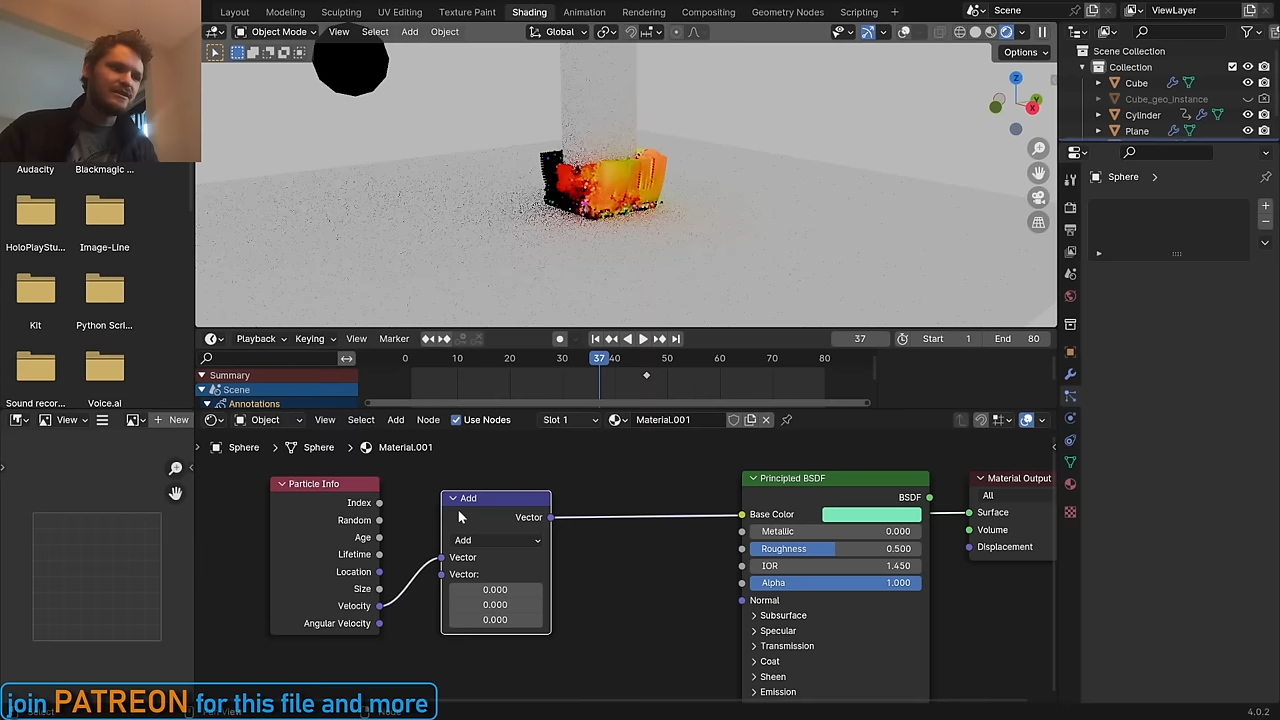 Layout Modeling Sculpting UV Editing Texture Paint Shading Animation Rendering Compositing Geometry Nodes Scripting + Scene ViewLayer
Object Mode View Select Add Object Global
Options
Z
Y
X
Scene Collection
Collection
Cube
Cube_geo_instance
Cylinder
Plane
Sphere
Audacity Blackmagic ...
HoloPlayStu... Image-Line
Kit Python Scri...
Sound recor... Voice.ai
Playback Keying View Marker 37 Start 1 End 80
0 10 20 30 37 40 50 60 70 80
Summary
Scene
Annotations
View + New
Object View Select Add Node Use Nodes Slot 1 Material.001
Sphere > Sphere > Material.001
Particle Info
Index
Random
Age
Lifetime
Location
Size
Velocity
Angular Velocity
Add
Vector
Add
Vector
Vector:
0.000
0.000
0.000
Principled BSDF
BSDF
Base Color
Metallic 0.000
Roughness 0.500
IOR 1.450
Alpha 1.000
Normal
Subsurface
Specular
Transmission
Coat
Sheen
Emission
Material Output
All
Surface
Volume
Displacement
join PATREON for this file and more
4.0.2